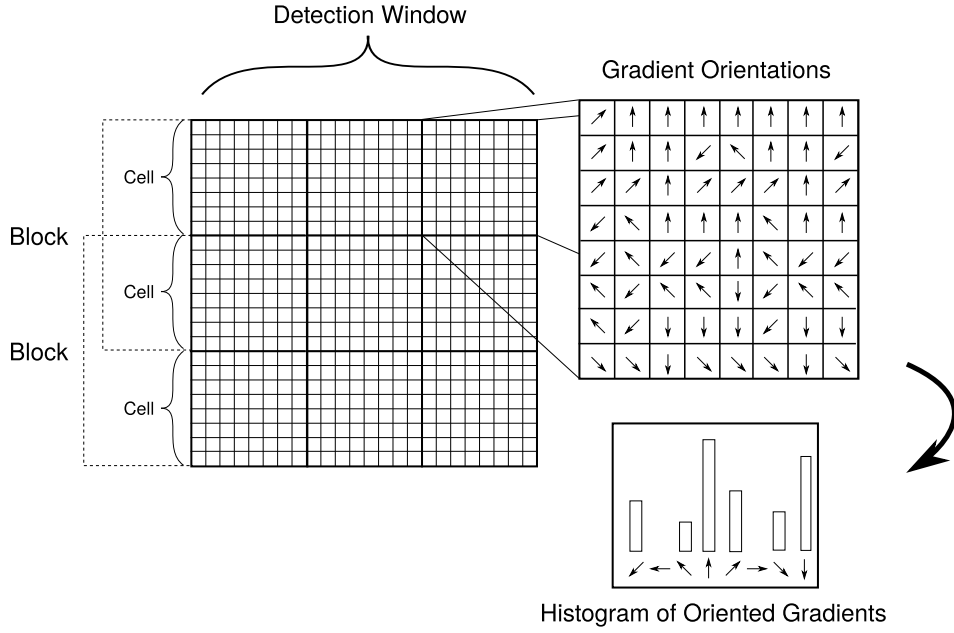 Detection Window
Gradient Orientations
Cell
Block
Cell
Block
Cell
Histogram of Oriented Gradients